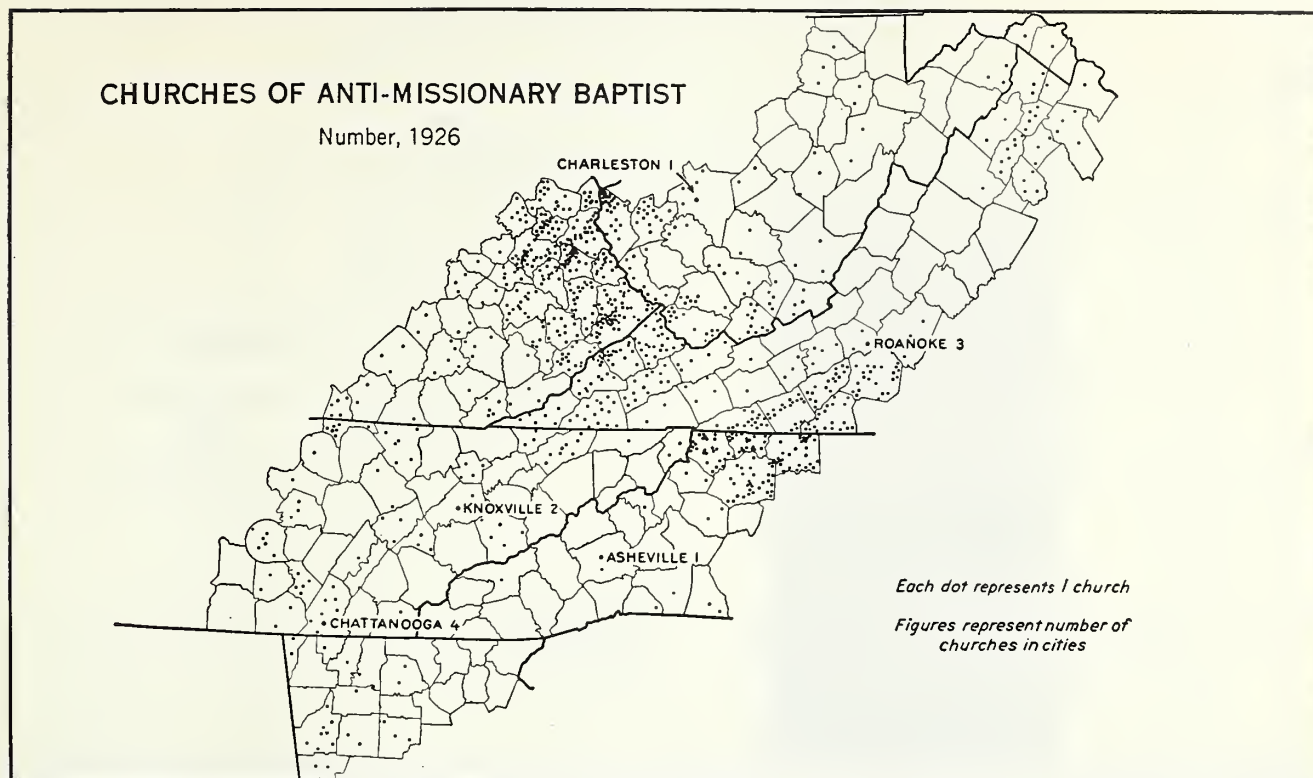 CHURCHES OF ANTI-MISSIONARY BAPTIST
Number, 1926
CHARLESTON 1
ROANOKE 3
KNOXVILLE 2
ASHEVILLE 1
CHATTANOOGA 4
Each dot represents 1 church
Figures represent number of
churches in cities